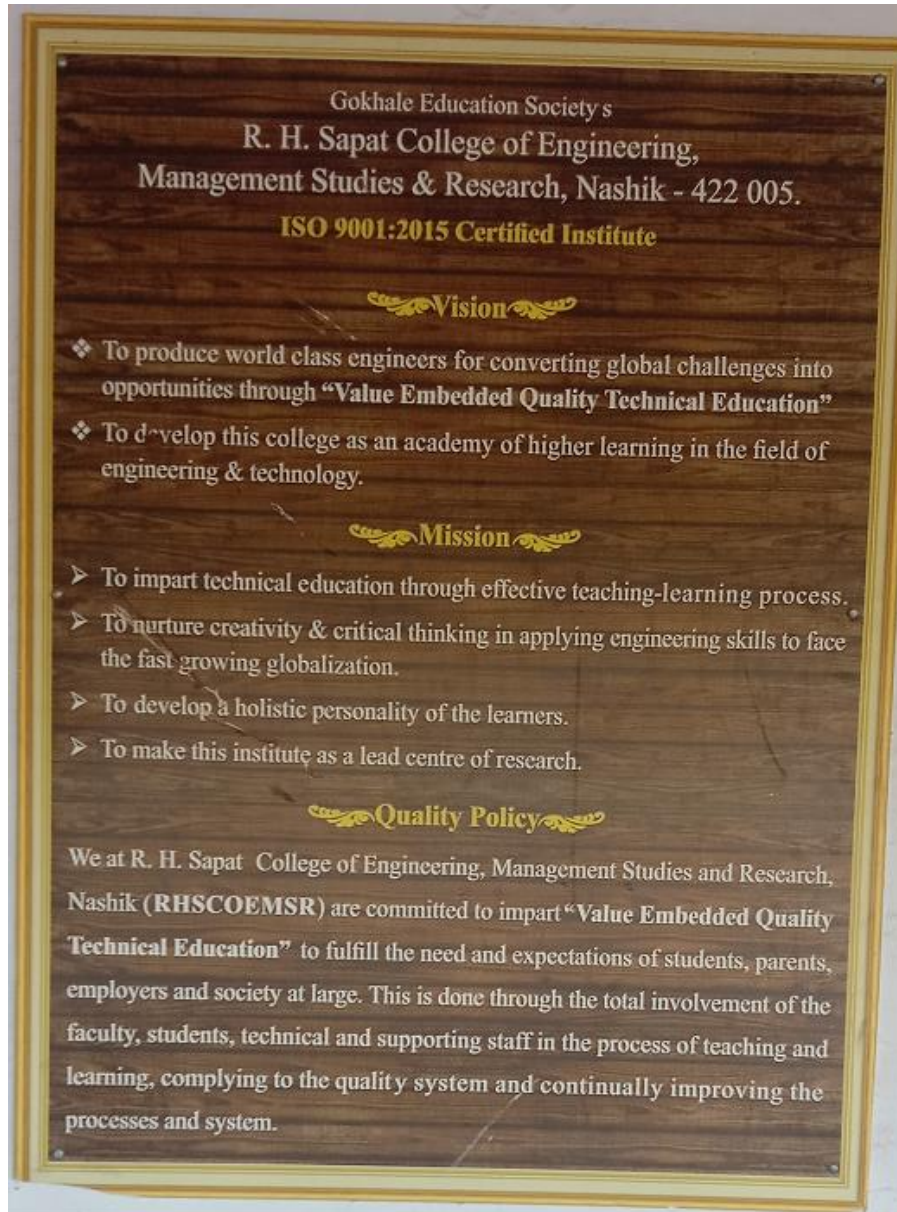 Gokhale Education Society s
R. H. Sapat College of Engineering,
Management Studies & Research, Nashik - 422 005.
ISO 9001:2015 Certified Institute
Vision
❖ To produce world class engineers for converting global challenges into
opportunities through “Value Embedded Quality Technical Education”
❖ To develop this college as an academy of higher learning in the field of
engineering & technology.
Mission
➢ To impart technical education through effective teaching-learning process.
➢ To nurture creativity & critical thinking in applying engineering skills to face
the fast growing globalization.
➢ To develop a holistic personality of the learners.
➢ To make this institute as a lead centre of research.
Quality Policy
We at R. H. Sapat College of Engineering, Management Studies and Research,
Nashik (RHSCOEMSR) are committed to impart “Value Embedded Quality
Technical Education” to fulfill the need and expectations of students, parents,
employers and society at large. This is done through the total involvement of the
faculty, students, technical and supporting staff in the process of teaching and
learning, complying to the quality system and continually improving the
processes and system.